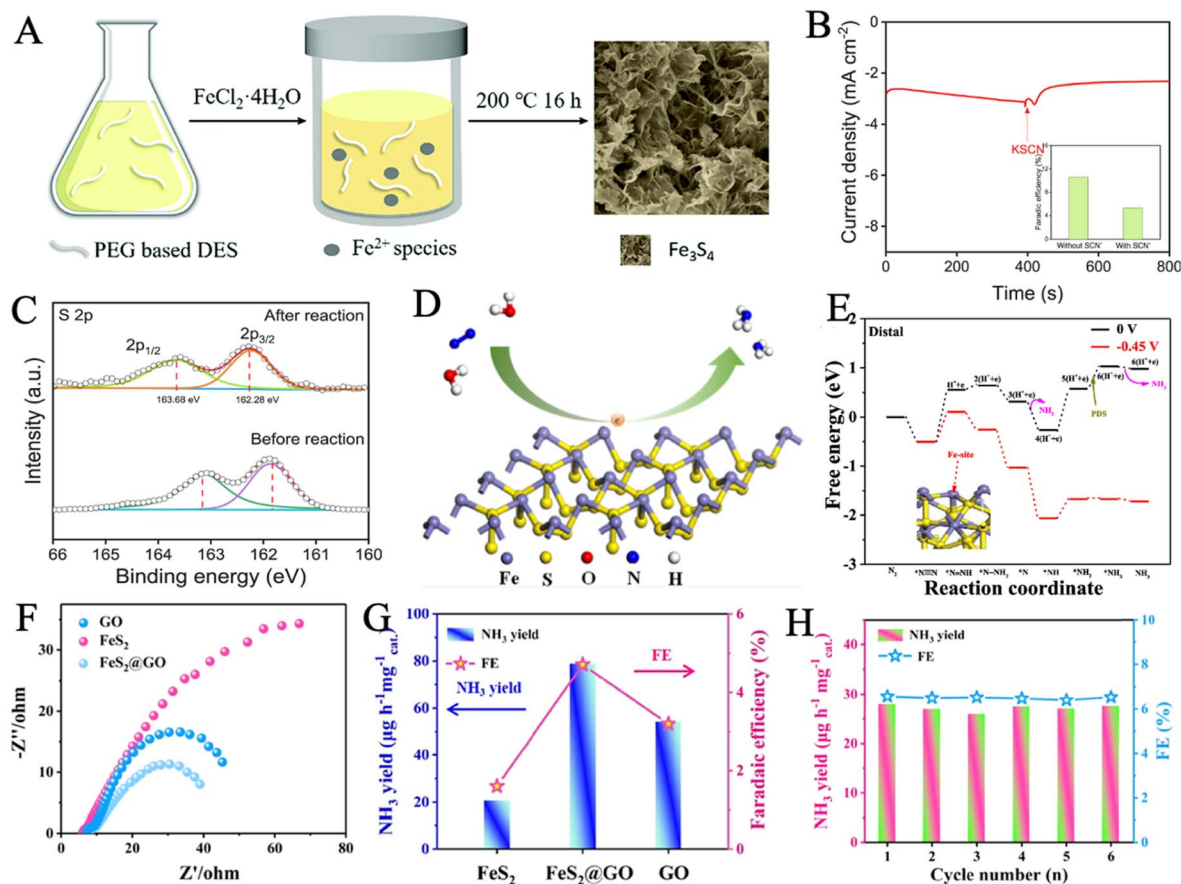 A
FeCl₂·4H₂O
200 ℃ 16 h
PEG based DES
Fe²⁺ species
Fe₃S₄
B
Current density (mA cm⁻²)
0
-2
-4
-6
-8
KSCN
Faradic efficiency (%)
16
12
8
4
0
Without SCN⁻
With SCN⁻
0
200
400
600
800
Time (s)
C
S 2p
After reaction
2p₁/₂
2p₃/₂
163.68 eV
162.28 eV
Before reaction
Intensity (a.u.)
66
165
164
163
162
161
160
Binding energy (eV)
D
e
Fe
S
O
N
H
E
Distal
0 V
-0.45 V
Free energy (eV)
2
1
0
-1
-2
-3
H⁺+e
2(H⁺+e)
3(H⁺+e)
NH₃
4(H⁺+e)
5(H⁺+e)
6(H⁺+e)
PDS
6(H⁺+e)
NH₃
Fe-site
N₂
*N≡N
*N=NH
*N-NH₂
*N
*NH
*NH₂
*NH₃
NH₃
Reaction coordinate
F
GO
FeS₂
FeS₂@GO
-Z''/ohm
30
20
10
0
0
20
40
60
80
Z'/ohm
G
NH₃ yield
FE
FE
NH₃ yield
NH₃ yield (μg h⁻¹ mg⁻¹cat.)
100
80
60
40
20
0
Faradaic efficiency (%)
6
4
2
0
FeS₂
FeS₂@GO
GO
H
NH₃ yield
FE
NH₃ yield (μg h⁻¹ mg⁻¹cat.)
40
30
20
10
0
FE (%)
10
8
6
4
2
0
1
2
3
4
5
6
Cycle number (n)